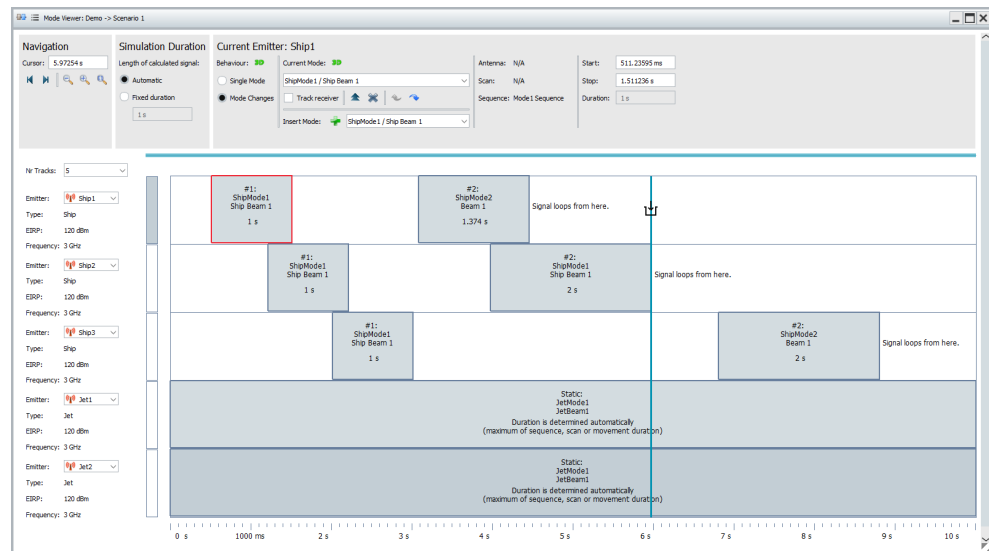 Mode Viewer: Demo -> Scenario 1
Navigation
Cursor: 5.97254 s
Simulation Duration
Length of calculated signal:
Automatic
Fixed duration
1 s
Current Emitter: Ship1
Behaviour: 3D
Current Mode: 3D
Single Mode
ShipMode1 / Ship Beam 1
Mode Changes
Track receiver
Insert Mode:
ShipMode1 / Ship Beam 1
Antenna: N/A
Scan: N/A
Sequence: Mode1 Sequence
Start: 511.23595 ms
Stop: 1.511236 s
Duration: 1 s
Nr Tracks: 5
Emitter: Ship1
Type: Ship
EIRP: 120 dBm
Frequency: 3 GHz
#1:
ShipMode1
Ship Beam 1
1 s
#2:
ShipMode2
Beam 1
1.374 s
Signal loops from here.
Emitter: Ship2
Type: Ship
EIRP: 120 dBm
Frequency: 3 GHz
#1:
ShipMode1
Ship Beam 1
1 s
#2:
ShipMode1
Ship Beam 1
2 s
Signal loops from here.
Emitter: Ship3
Type: Ship
EIRP: 120 dBm
Frequency: 3 GHz
#1:
ShipMode1
Ship Beam 1
1 s
#2:
ShipMode2
Beam 1
2 s
Signal loops from here.
Emitter: Jet1
Type: Jet
EIRP: 120 dBm
Frequency: 3 GHz
Static:
JetMode1
JetBeam1
Duration is determined automatically
(maximum of sequence, scan or movement duration)
Emitter: Jet2
Type: Jet
EIRP: 120 dBm
Frequency: 3 GHz
Static:
JetMode1
JetBeam1
Duration is determined automatically
(maximum of sequence, scan or movement duration)
0 s 1000 ms 2 s 3 s 4 s 5 s 6 s 7 s 8 s 9 s 10 s